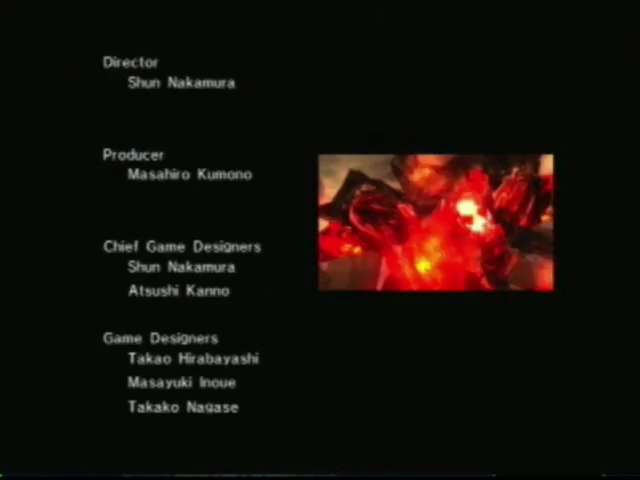 Director
Shun Nakamura
Producer
Masahiro Kumono
Chief Game Designers
Shun Nakamura
Atsushi Kanno
Game Designers
Takao Hirabayashi
Masayuki Inoue
Takako Nagase